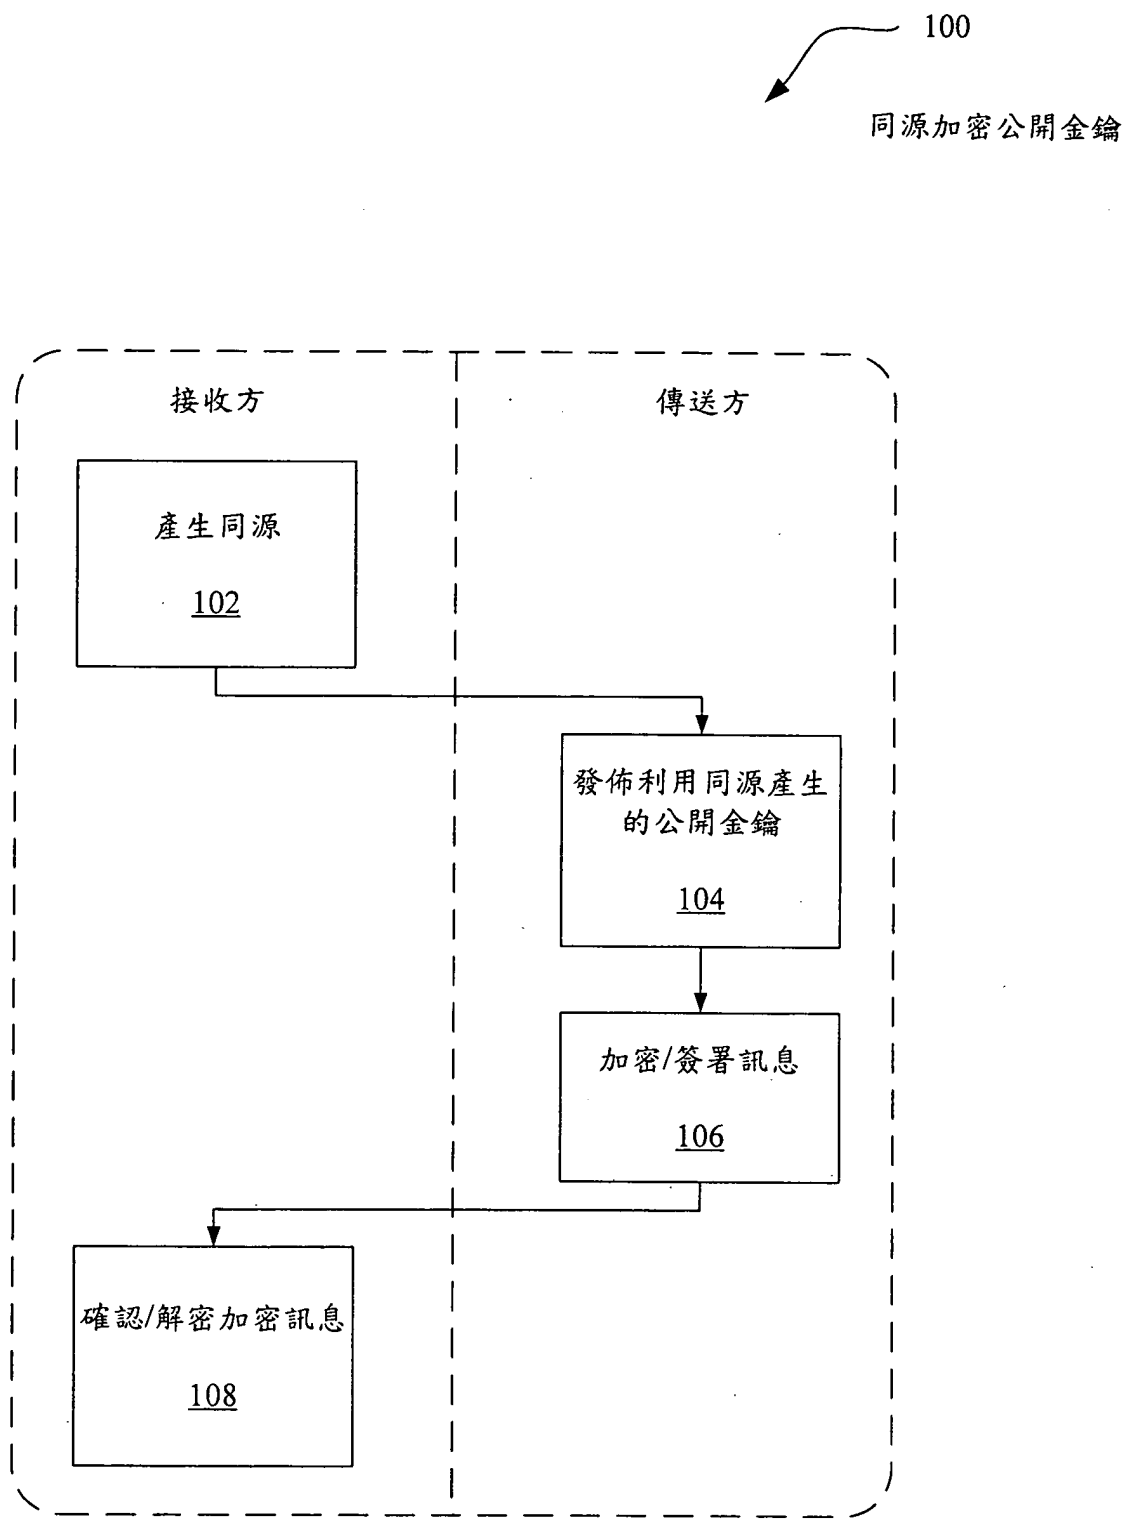 100
同源加密公開金鑰
接收方
傳送方
產生同源
102
發佈利用同源產生
的公開金鑰
104
加密/簽署訊息
106
確認/解密加密訊息
108